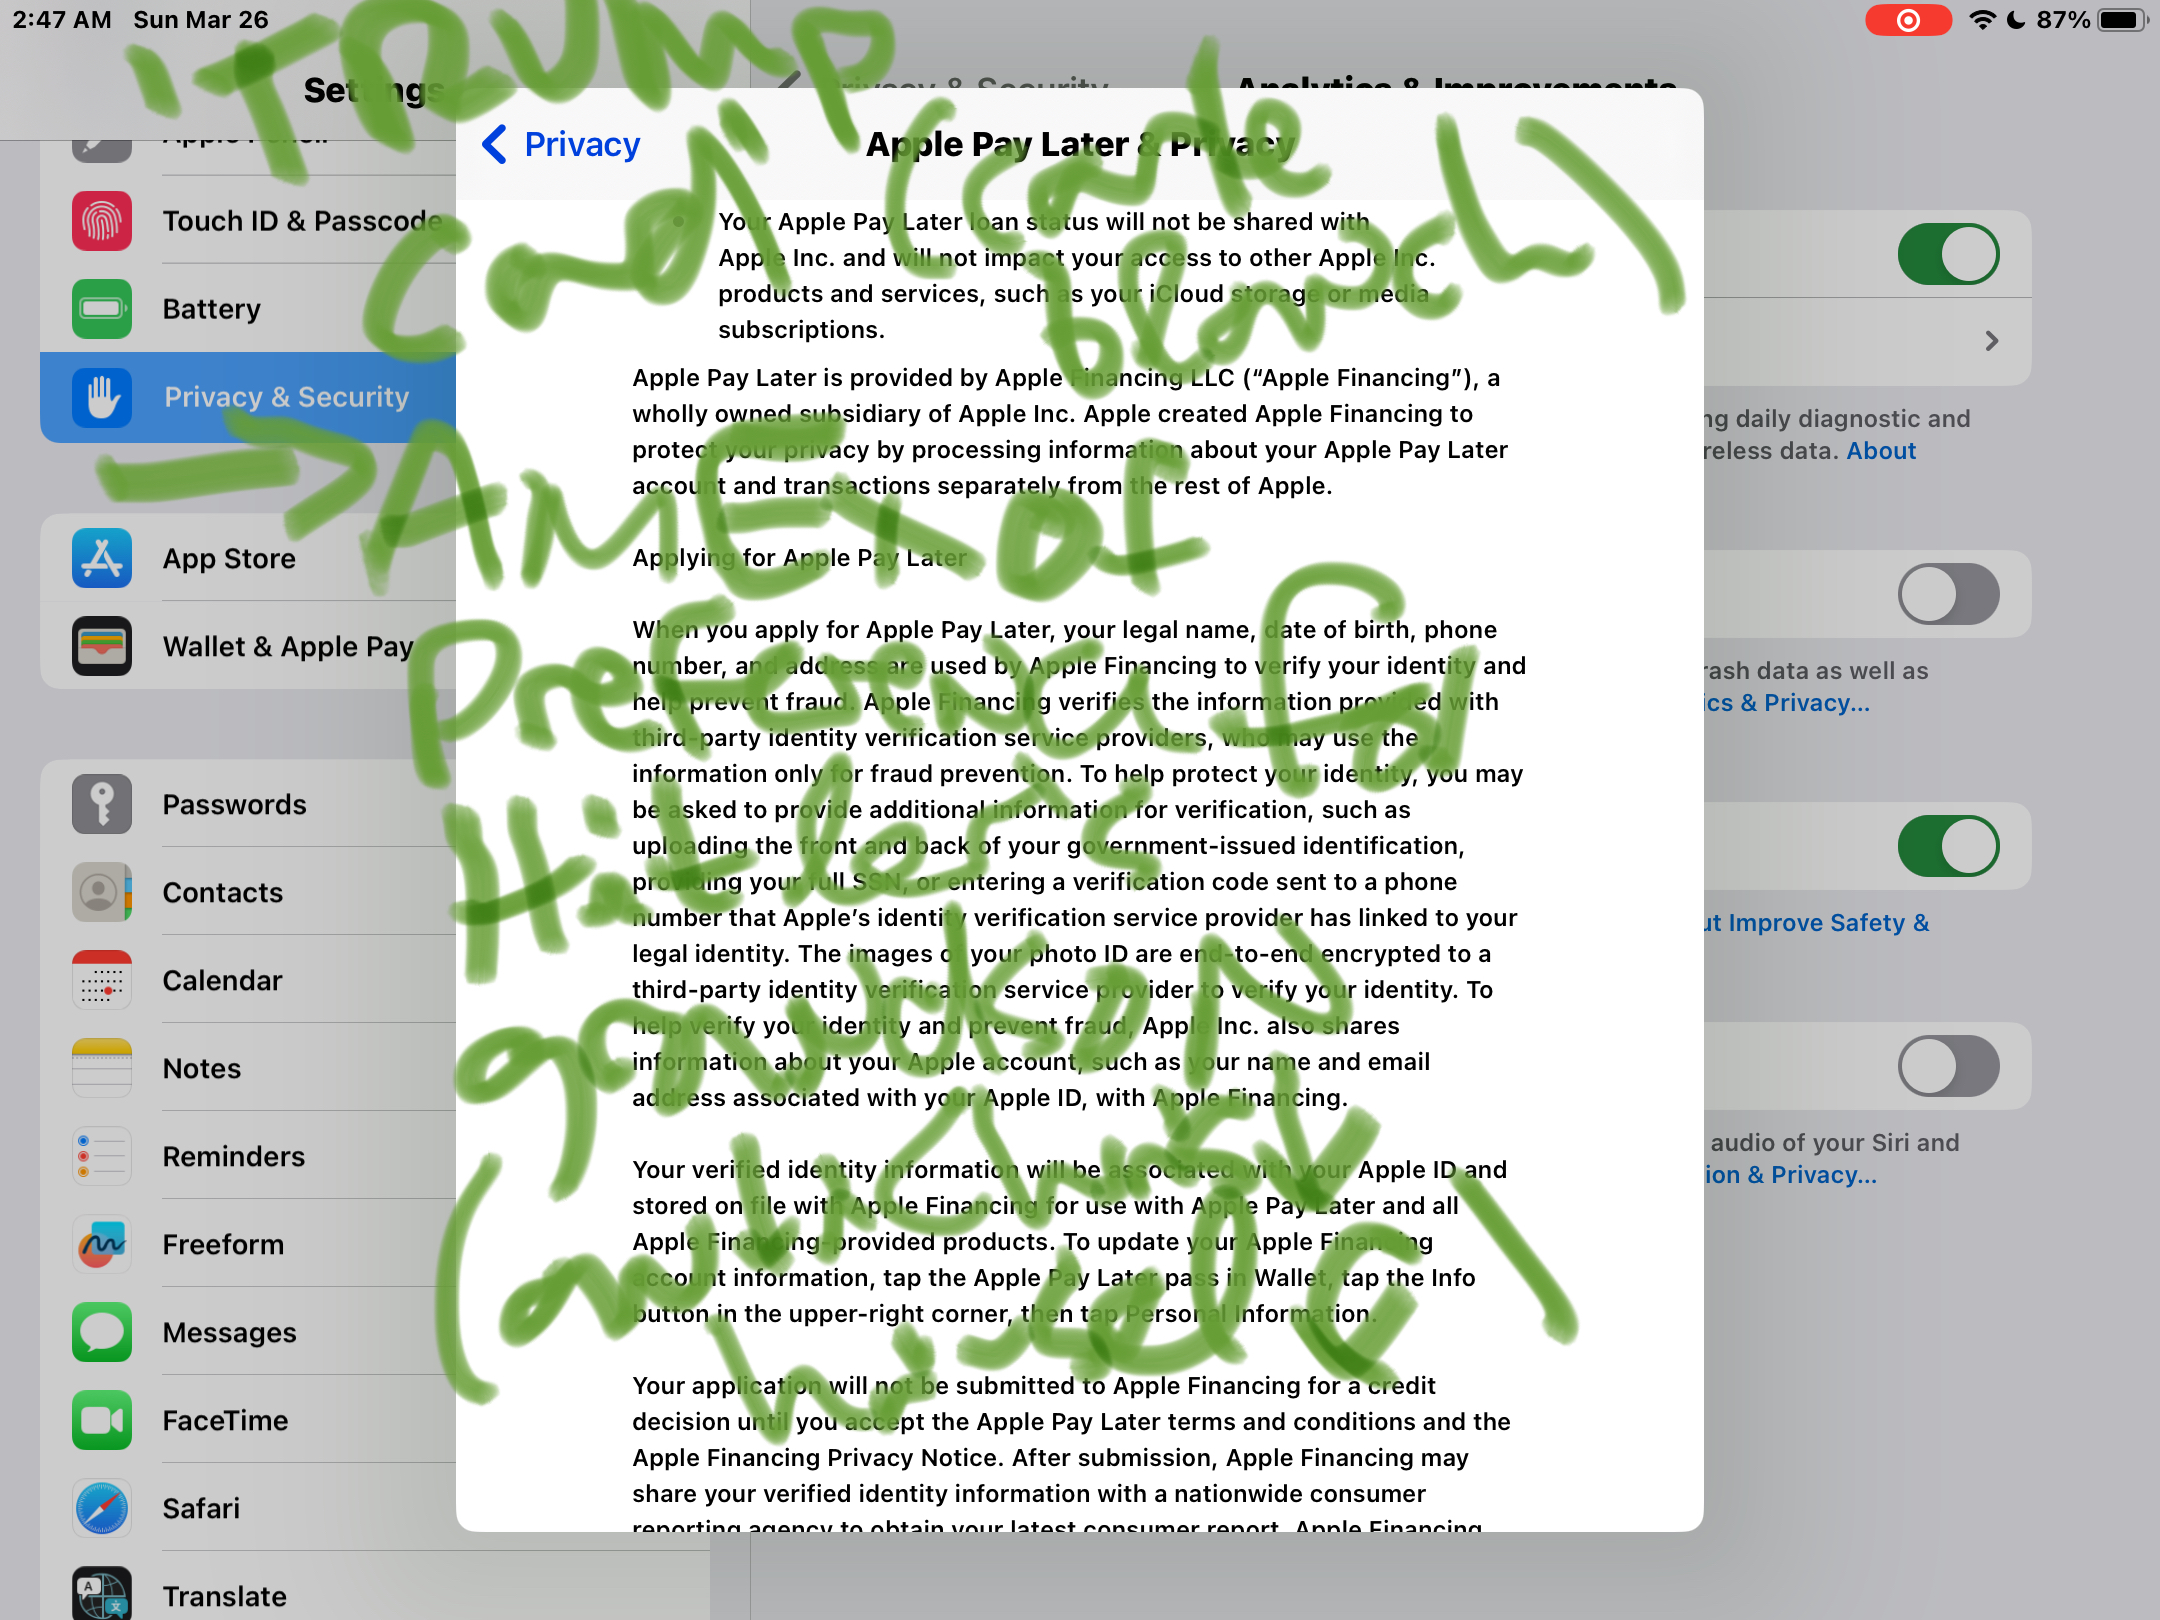 2:47 AM Sun Mar 26
87%
Settings
Privacy & Security
Analytics & Improvements
'TRUMP
Card' (carte
blanch)
→ AMEX of
for
Hitler's
(antichrist
himself)
Touch ID & Passcode
Battery
Privacy & Security
App Store
Wallet & Apple Pay
Passwords
Contacts
Calendar
Notes
Reminders
Freeform
Messages
FaceTime
Safari
Translate
Privacy
Apple Pay Later & Privacy
• Your Apple Pay Later loan status will not be shared with
Apple Inc. and will not impact your access to other Apple Inc.
products and services, such as your iCloud storage or media
subscriptions.
Apple Pay Later is provided by Apple Financing LLC (“Apple Financing”), a
wholly owned subsidiary of Apple Inc. Apple created Apple Financing to
protect your privacy by processing information about your Apple Pay Later
account and transactions separately from the rest of Apple.
Applying for Apple Pay Later
When you apply for Apple Pay Later, your legal name, date of birth, phone
number, and address are used by Apple Financing to verify your identity and
help prevent fraud. Apple Financing verifies the information provided with
third-party identity verification service providers, who may use the
information only for fraud prevention. To help protect your identity, you may
be asked to provide additional information for verification, such as
uploading the front and back of your government-issued identification,
providing your full SSN, or entering a verification code sent to a phone
number that Apple’s identity verification service provider has linked to your
legal identity. The images of your photo ID are end-to-end encrypted to a
third-party identity verification service provider to verify your identity. To
help verify your identity and prevent fraud, Apple Inc. also shares
information about your Apple account, such as your name and email
address associated with your Apple ID, with Apple Financing.
Your verified identity information will be associated with your Apple ID and
stored on file with Apple Financing for use with Apple Pay Later and all
Apple Financing-provided products. To update your Apple Financing
account information, tap the Apple Pay Later pass in Wallet, tap the Info
button in the upper-right corner, then tap Personal Information.
Your application will not be submitted to Apple Financing for a credit
decision until you accept the Apple Pay Later terms and conditions and the
Apple Financing Privacy Notice. After submission, Apple Financing may
share your verified identity information with a nationwide consumer
reporting agency to obtain your latest consumer report. Apple Financing
ng daily diagnostic and
reless data. About
rash data as well as
ics & Privacy...
ut Improve Safety &
audio of your Siri and
ion & Privacy...